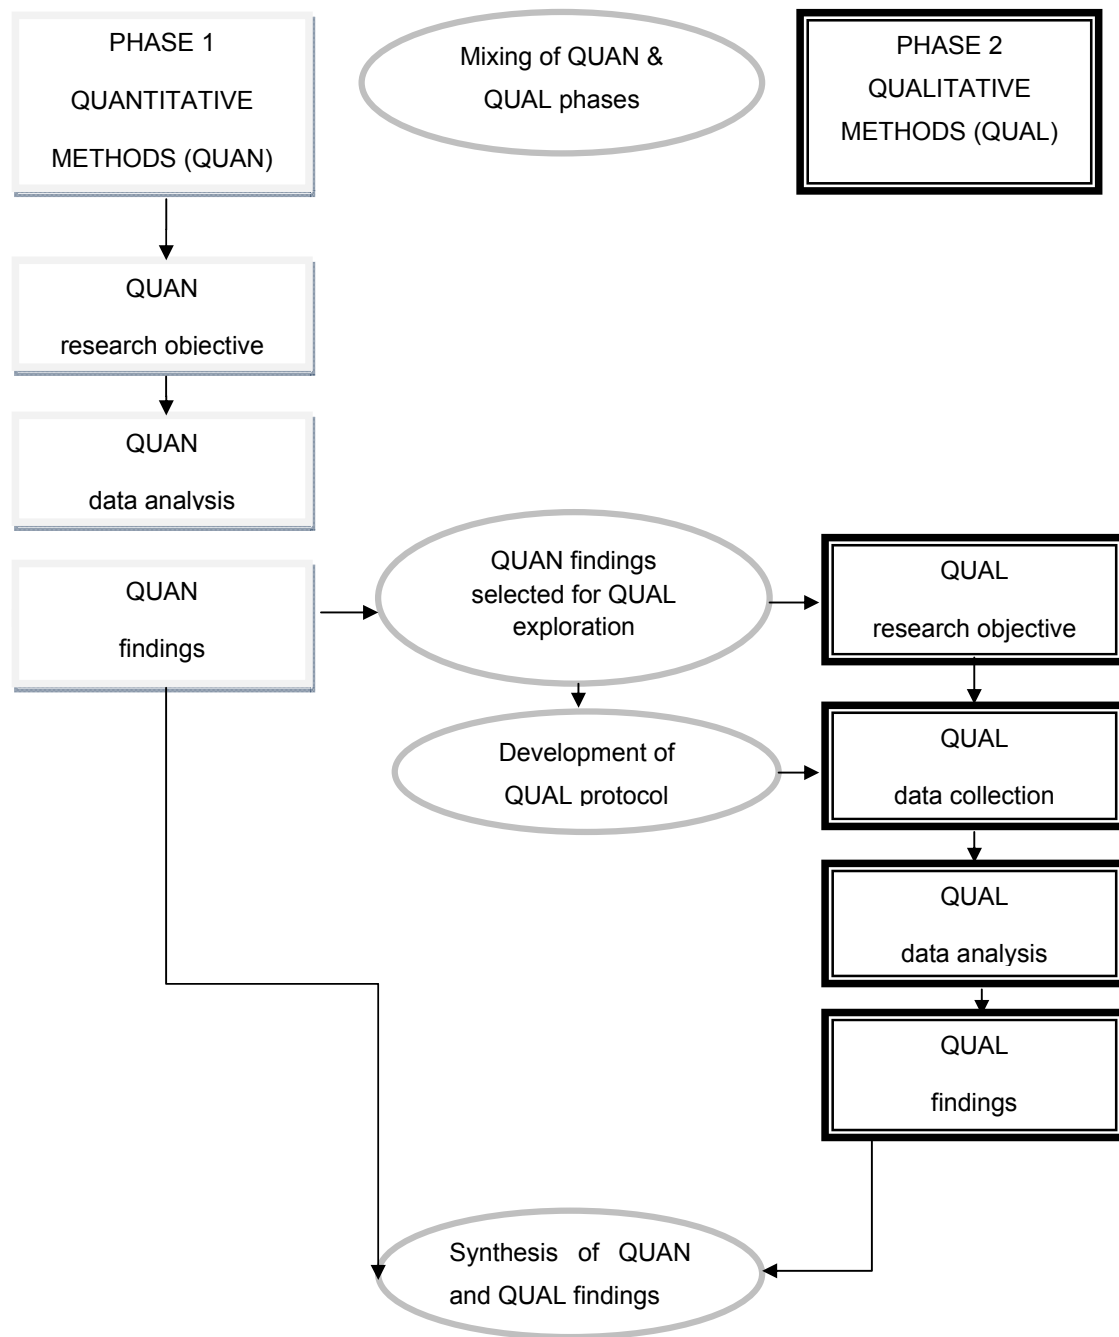 PHASE 1
QUANTITATIVE
METHODS (QUAN)
Mixing of QUAN &
QUAL phases
PHASE 2
QUALITATIVE
METHODS (QUAL)
QUAN
research objective
QUAN
data analysis
QUAN
findings
QUAN findings
selected for QUAL
exploration
QUAL
research objective
Development of
QUAL protocol
QUAL
data collection
QUAL
data analysis
QUAL
findings
Synthesis of QUAN
and QUAL findings